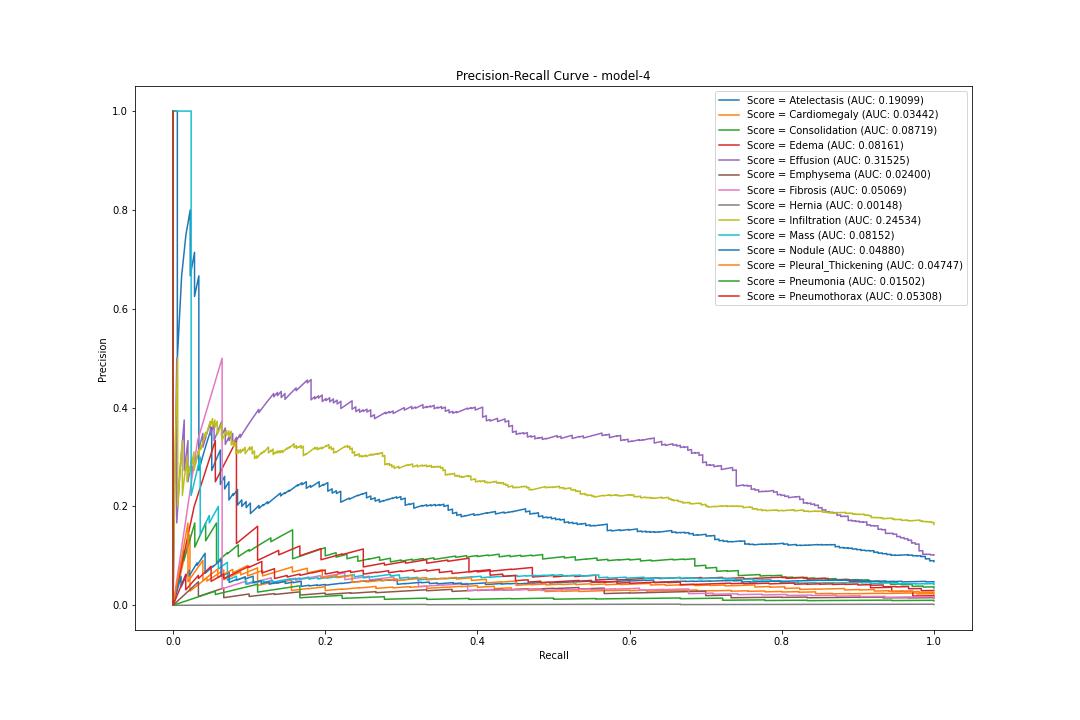 Precision-Recall Curve - model-4
1.0
0.8
0.6
0.4
0.2
0.0
Precision
Score = Atelectasis (AUC: 0.19099)
Score = Cardiomegaly (AUC: 0.03442)
Score = Consolidation (AUC: 0.08719)
Score = Edema (AUC: 0.08161)
Score = Effusion (AUC: 0.31525)
Score = Emphysema (AUC: 0.02400)
Score = Fibrosis (AUC: 0.05069)
Score = Hernia (AUC: 0.00148)
Score = Infiltration (AUC: 0.24534)
Score = Mass (AUC: 0.08152)
Score = Nodule (AUC: 0.04880)
Score = Pleural_Thickening (AUC: 0.04747)
Score = Pneumonia (AUC: 0.01502)
Score = Pneumothorax (AUC: 0.05308)
0.0 0.2 0.4 0.6 0.8 1.0
Recall